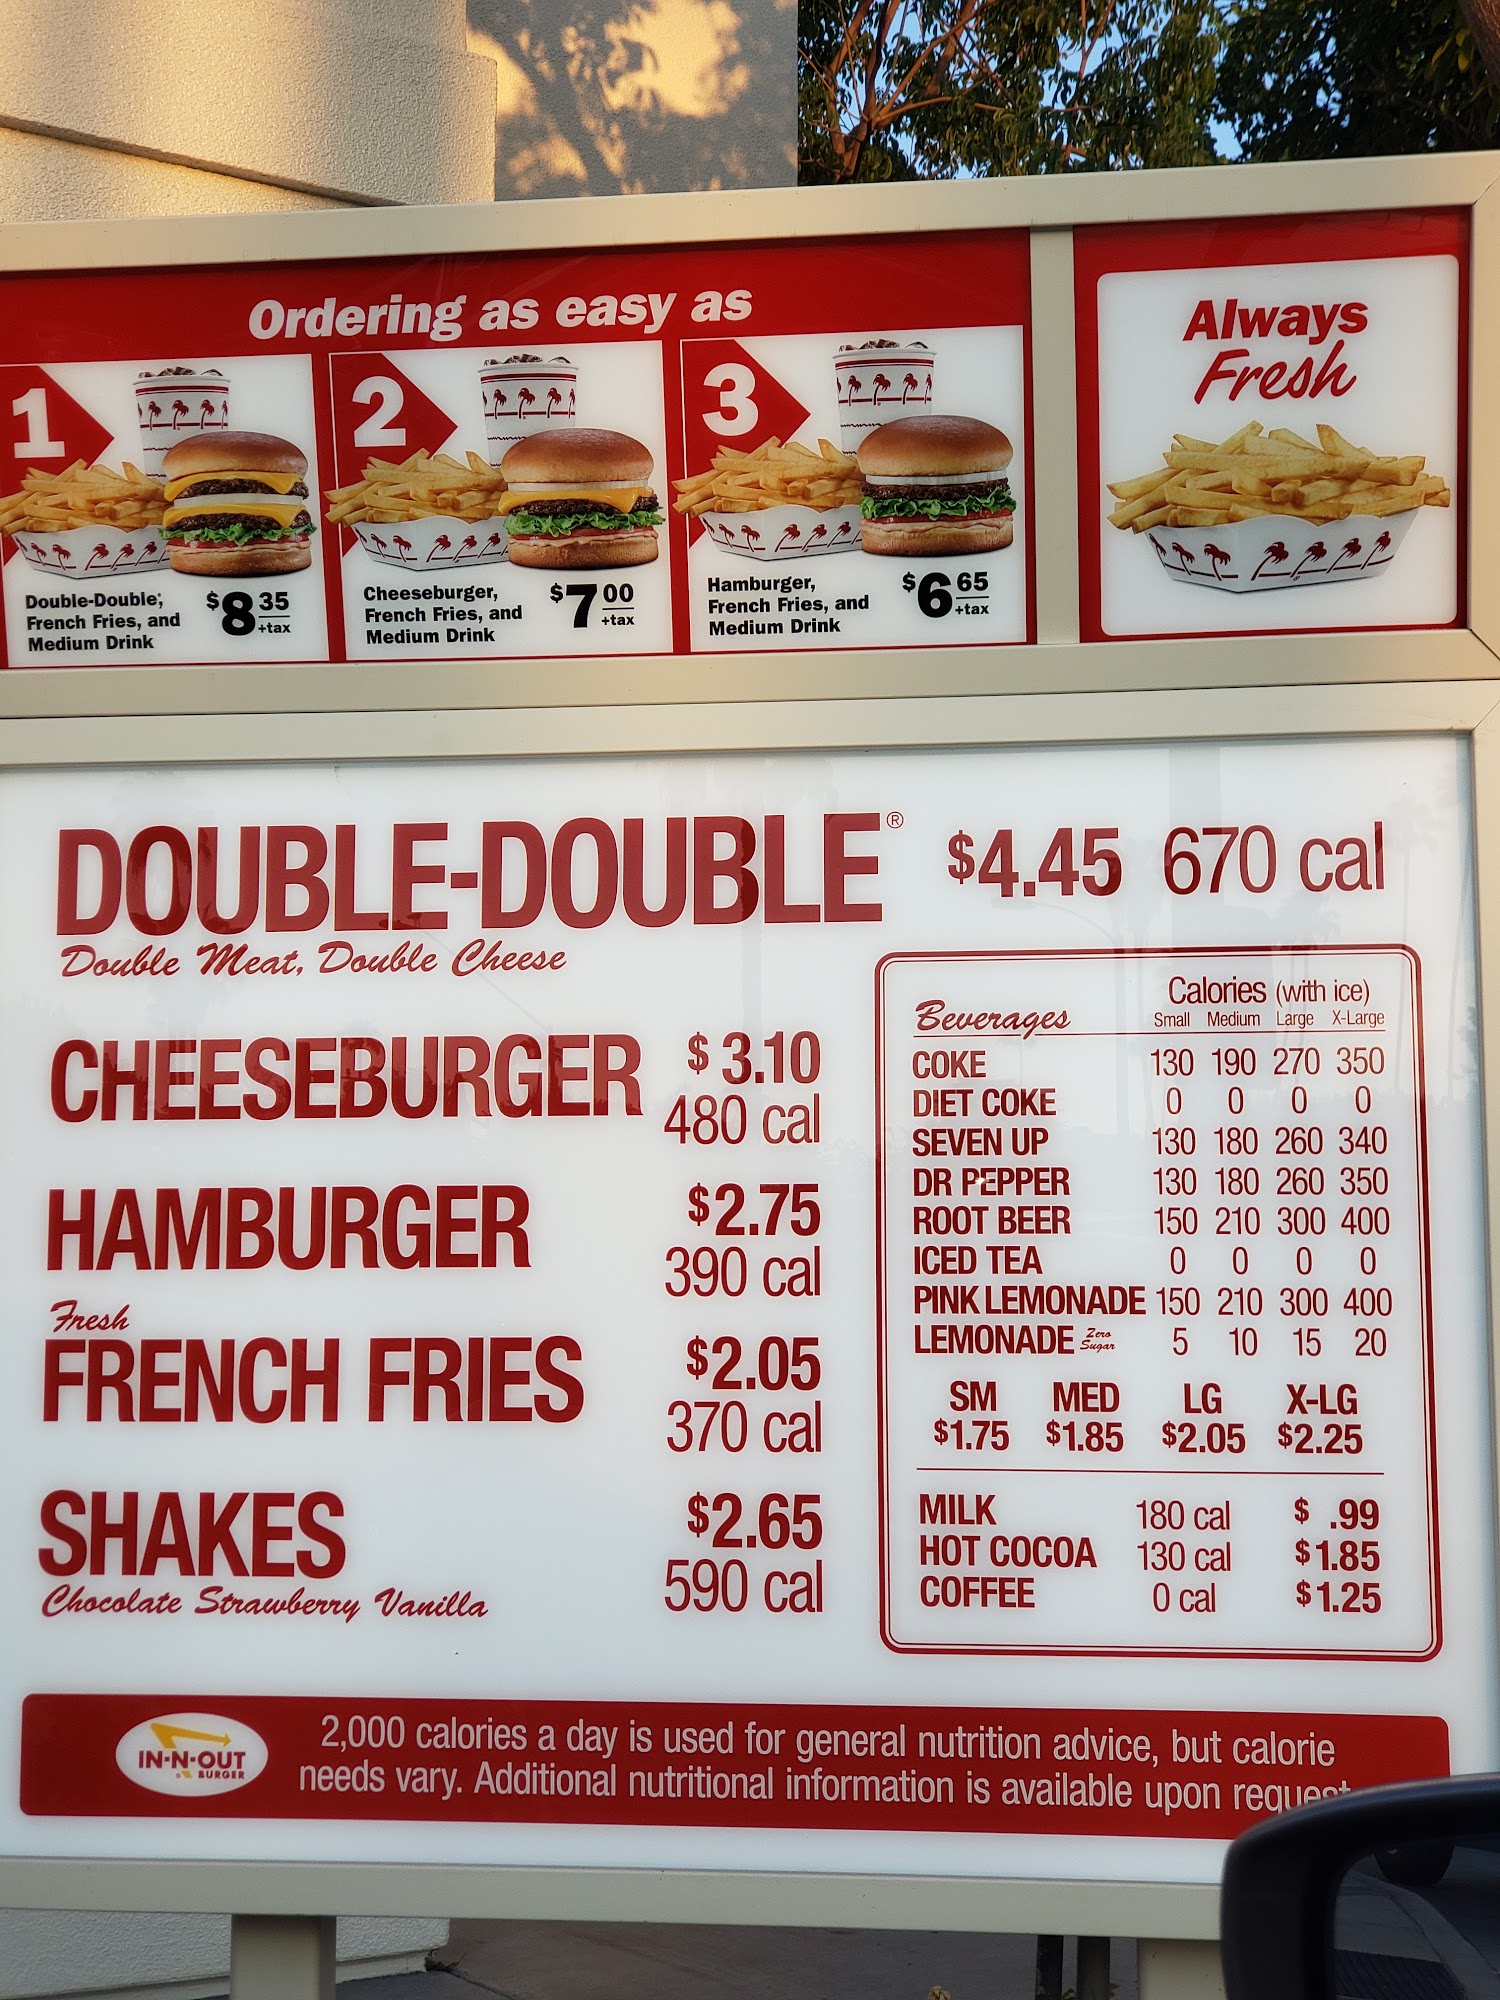 Ordering as easy as
1
Double-Double®,
French Fries, and
Medium Drink
$8 35
+tax
2
Cheeseburger,
French Fries, and
Medium Drink
$7 00
+tax
3
Hamburger,
French Fries, and
Medium Drink
$6 65
+tax
Always
Fresh
DOUBLE-DOUBLE® $4.45 670 cal
Double Meat, Double Cheese
CHEESEBURGER $3.10
480 cal
HAMBURGER $2.75
390 cal
Fresh
FRENCH FRIES $2.05
370 cal
SHAKES $2.65
590 cal
Chocolate Strawberry Vanilla
Calories (with ice)
Beverages Small Medium Large X-Large
COKE 130 190 270 350
DIET COKE 0 0 0 0
SEVEN UP 130 180 260 340
DR PEPPER 130 180 260 350
ROOT BEER 150 210 300 400
ICED TEA 0 0 0 0
PINK LEMONADE 150 210 300 400
LEMONADE Zero Sugar 5 10 15 20
SM MED LG X-LG
$1.75 $1.85 $2.05 $2.25
MILK 180 cal $ .99
HOT COCOA 130 cal $1.85
COFFEE 0 cal $1.25
IN-N-OUT
BURGER
2,000 calories a day is used for general nutrition advice, but calorie
needs vary. Additional nutritional information is available upon request